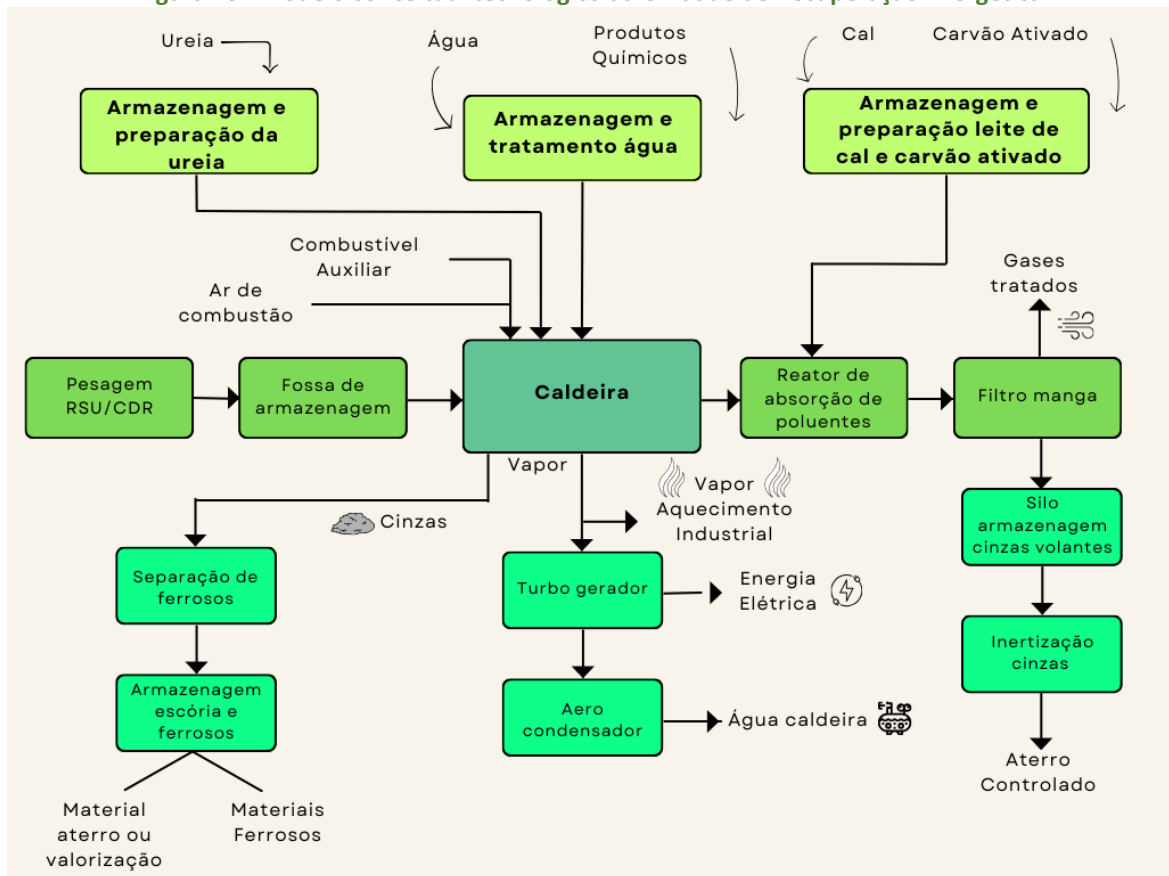 Ureia
Água
Produtos
Químicos
Cal
Carvão Ativado
Armazenagem e
preparação da
ureia
Armazenagem e
tratamento água
Armazenagem e
preparação leite de
cal e carvão ativado
Combustível
Auxiliar
Ar de
combustão
Gases
tratados
Pesagem
RSU/CDR
Fossa de
armazenagem
Caldeira
Reator de
absorção de
poluentes
Filtro manga
Vapor
Vapor
Aquecimento
Industrial
Cinzas
Silo
armazenagem
cinzas volantes
Separação de
ferrosos
Turbo gerador
Energia
Elétrica
Inertização
cinzas
Armazenagem
escória e
ferrosos
Aero
condensador
Água caldeira
Aterro
Controlado
Material
aterro ou
valorização
Materiais
Ferrosos